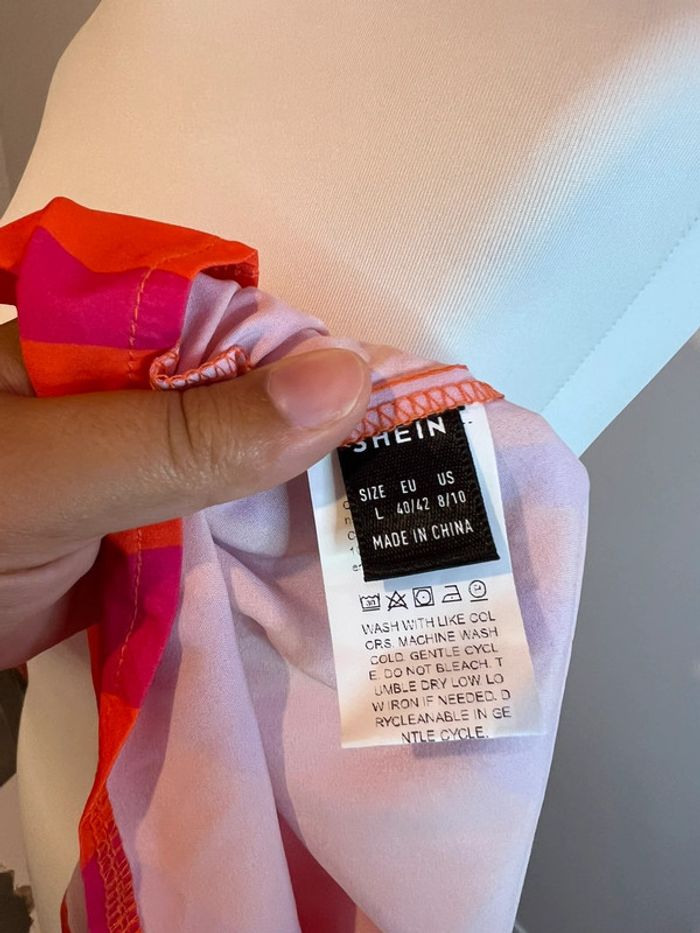 SHEIN
SIZE EU US
L 40/42 8/10
MADE IN CHINA
30
WASH WITH LIKE COL
ORS. MACHINE WASH
COLD. GENTLE CYCL
E. DO NOT BLEACH. T
UMBLE DRY LOW. LO
W IRON IF NEEDED. D
RYCLEANABLE IN GE
NTLE CYCLE.